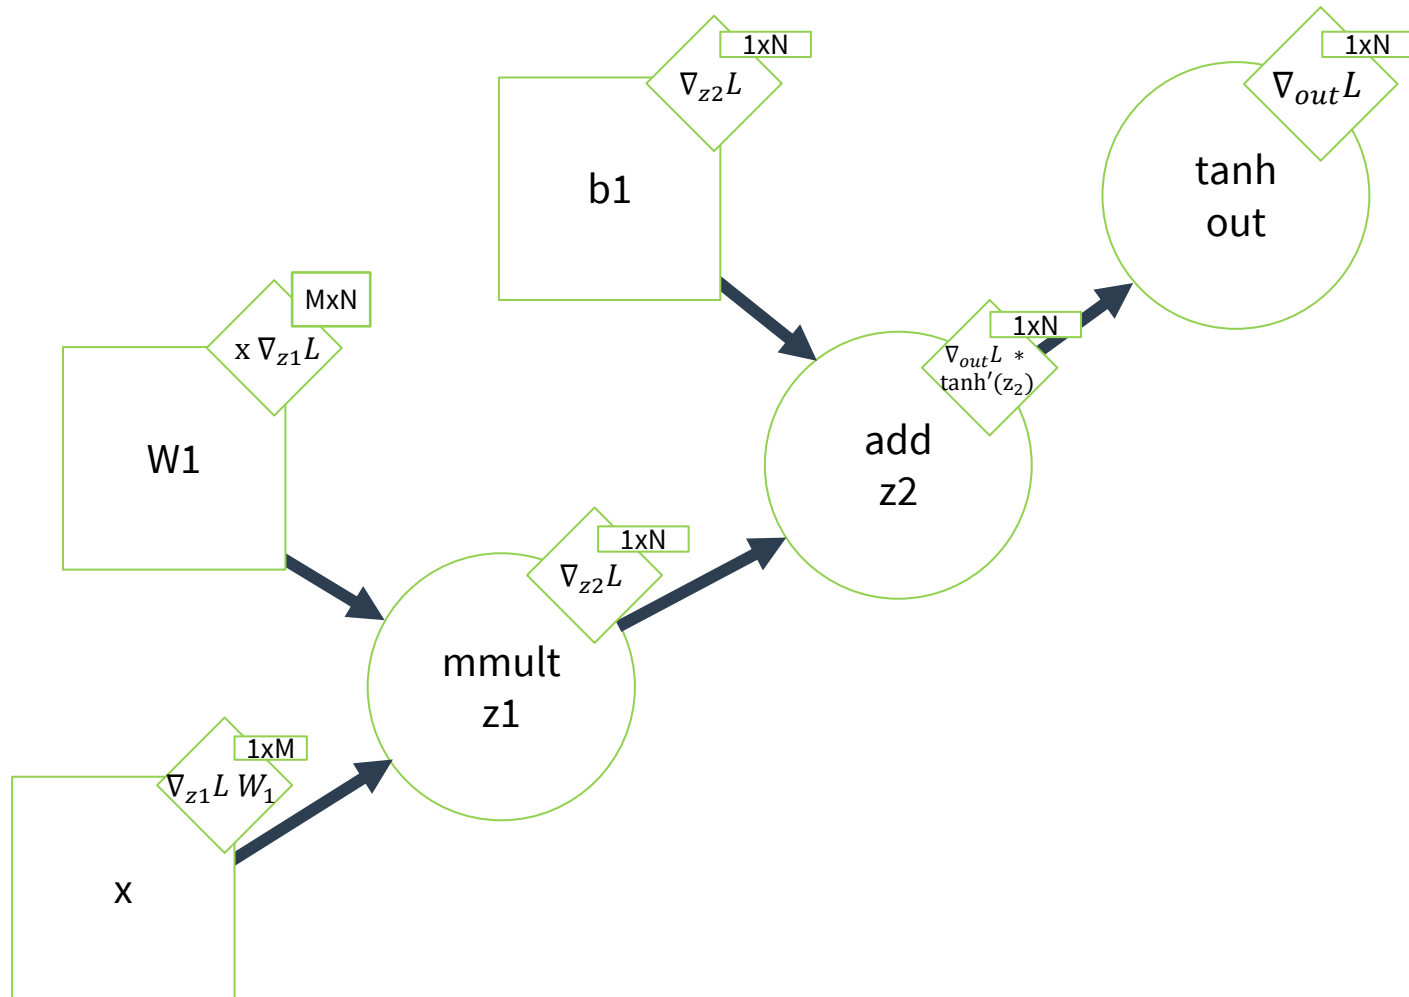 1xN
∇z2L
b1
1xN
∇outL
tanh
out
MxN
x ∇z1L
W1
1xN
∇outL *
tanh′(z₂)
add
z2
1xN
∇z2L
mmult
z1
1xM
∇z1L W₁
x